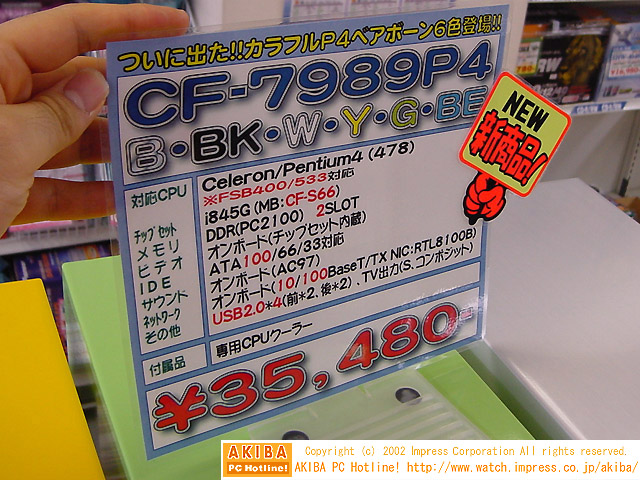 ついに出た!!カラフルP4ベアボーン6色登場!!
CF-7989P4
B・BK・W・Y・G・BE
NEW
新商品!
対応CPU Celeron/Pentium4 (478)
※FSB400/533対応
チップセット i845G (MB:CF-S66)
メモリ DDR(PC2100) 2SLOT
ビデオ オンボード(チップセット内蔵)
IDE ATA100/66/33対応
サウンド オンボード(AC97)
ネットワーク オンボード(10/100BaseT/TX NIC:RTL8100B)
その他 USB2.0*4(前*2、後*2)、TV出力(S、コンポジット)
付属品 専用CPUクーラー
¥35,480-
RW
AKIBA
PC Hotline!
Copyright (c) 2002 Impress Corporation All rights reserved.
AKIBA PC Hotline! http://www.watch.impress.co.jp/akiba/